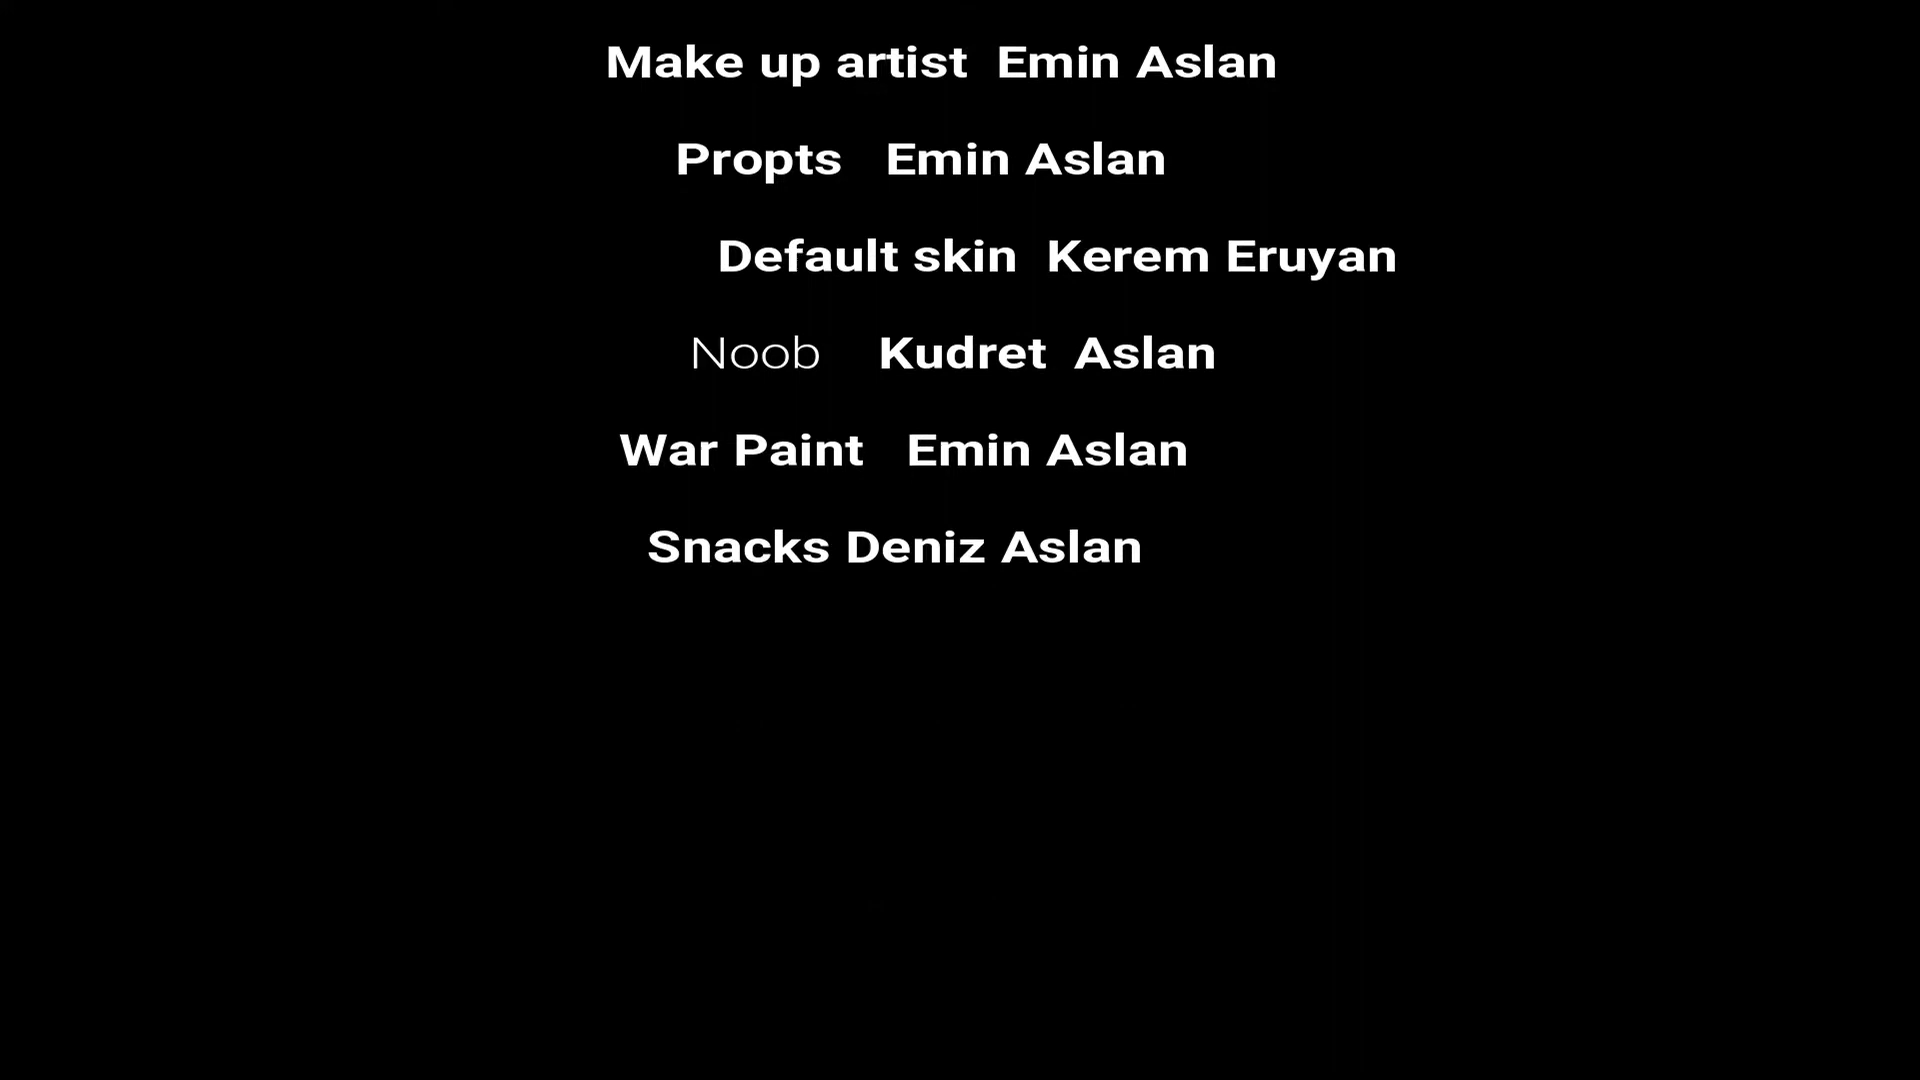 Make up artist Emin Aslan
Propts Emin Aslan
Default skin Kerem Eruyan
Noob Kudret Aslan
War Paint Emin Aslan
Snacks Deniz Aslan